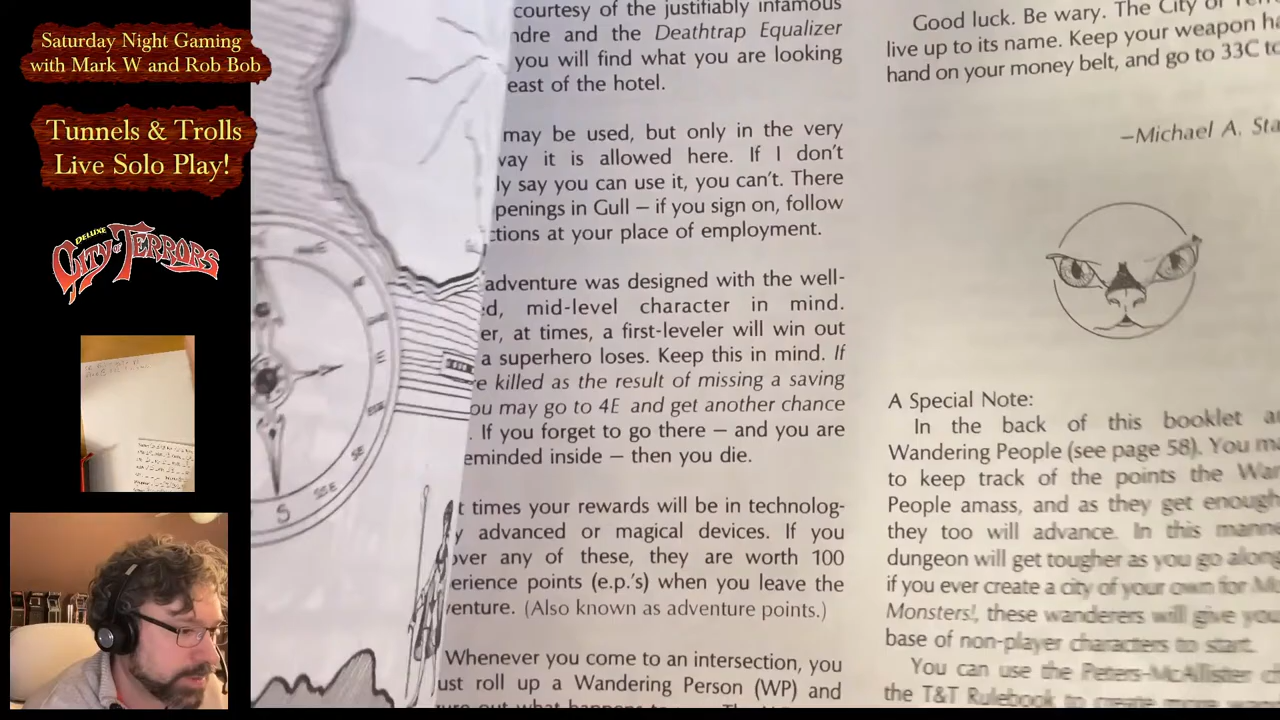 Saturday Night Gaming
with Mark W and Rob Bob
Tunnels & Trolls
Live Solo Play!
DELUXE
CITY OF TERRORS
courtesy of the justifiably infamous
and the Deathtrap Equalizer
you will find what you are looking
east of the hotel.
may be used, but only in the very
way it is allowed here. If I don't
say you can use it, you can't. There
in Gull – if you sign on, follow
at your place of employment.
adventure was designed with the well-
mid-level character in mind.
at times, a first-leveler will win out
a superhero loses. Keep this in mind. If
killed as the result of missing a saving
you may go to 4E and get another chance
. If you forget to go there – and you are
reminded inside – then you die.
t times your rewards will be in technolog-
y advanced or magical devices. If you
over any of these, they are worth 100
erience points (e.p.'s) when you leave the
venture. (Also known as adventure points.)
Whenever you come to an intersection, you
ust roll up a Wandering Person (WP) and
S
SSE
SE
E
Good luck. Be wary. The City of
live up to its name. Keep your weapon
hand on your money belt, and go to 33C
–Michael A. Sta
A Special Note:
In the back of this booklet
Wandering People (see page 58). You
to keep track of the points the
People amass, and as they get enough
they too will advance. In this
dungeon will get tougher as you go along
if you ever create a city of your own for
Monsters!, these wanderers will give you
base of non-player characters to start.
You can use the Peters-McAllister
the T&T Rulebook to create more